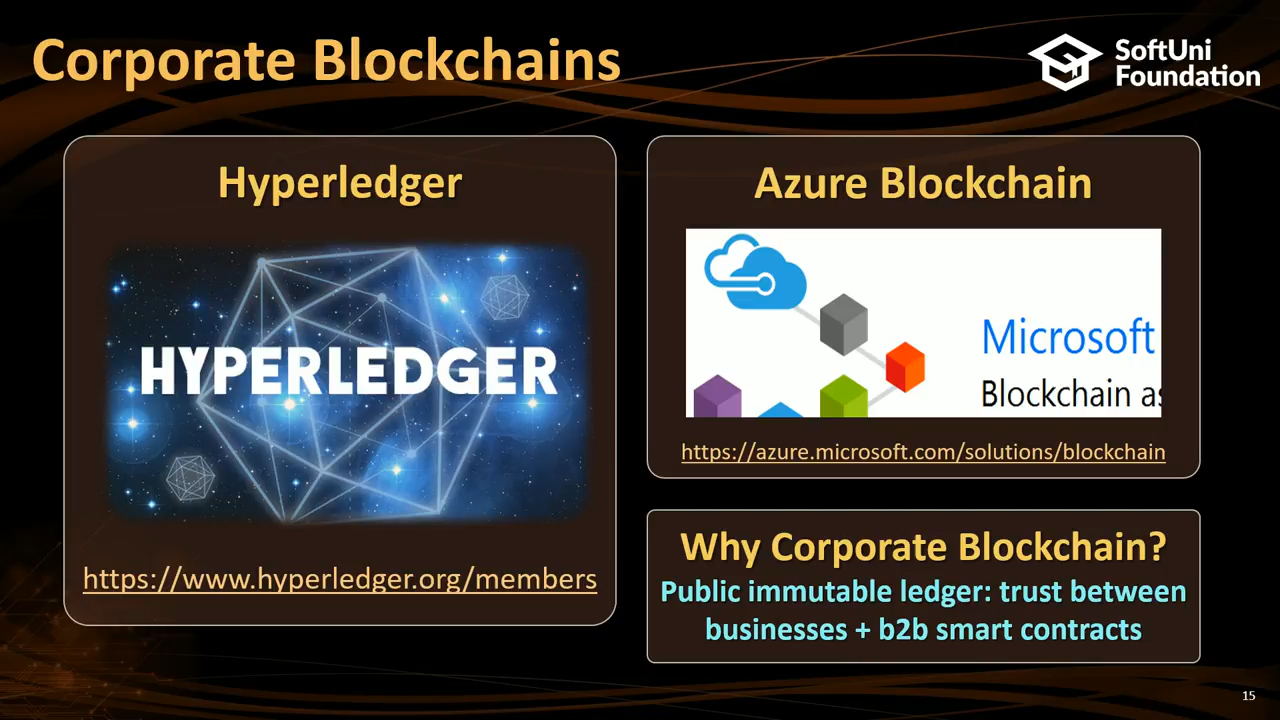 Corporate Blockchains
SoftUni
Foundation
Hyperledger
HYPERLEDGER
https://www.hyperledger.org/members
Azure Blockchain
Microsoft
Blockchain as
https://azure.microsoft.com/solutions/blockchain
Why Corporate Blockchain?
Public immutable ledger: trust between
businesses + b2b smart contracts
15